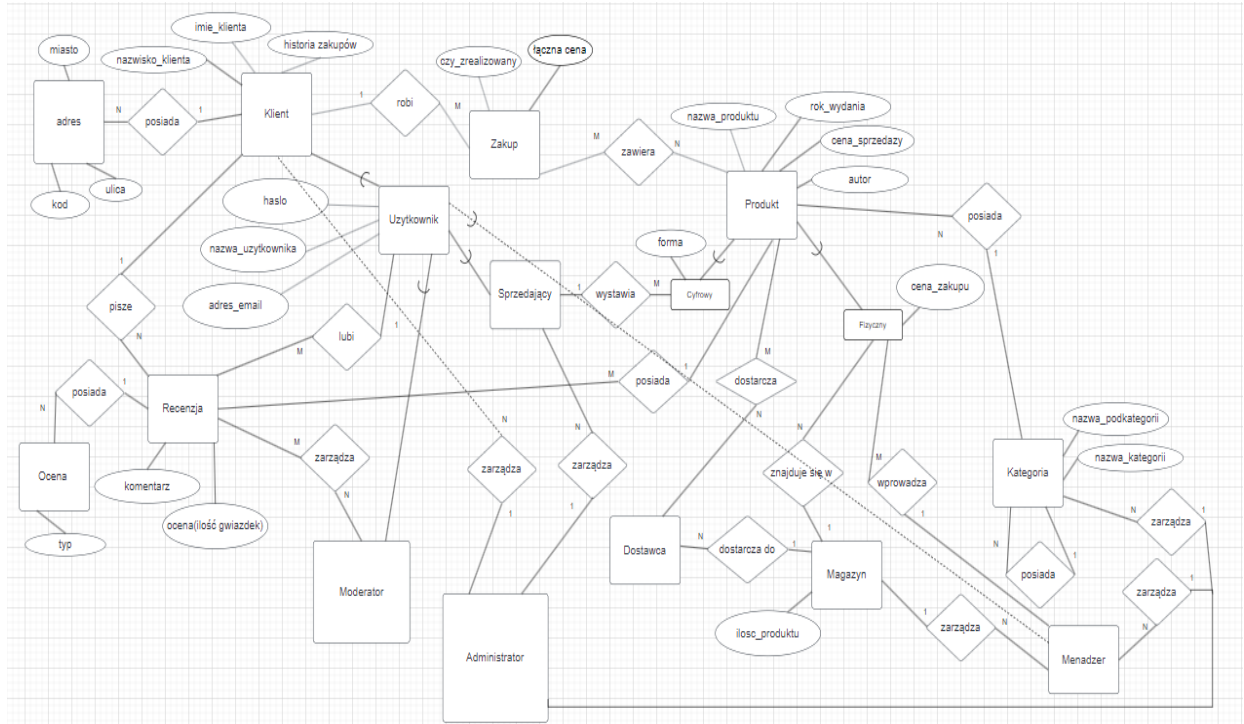 imie_klienta
miasto
historia zakupów
nazwisko_klienta
łączna cena
czy_zrealizowany
adres
N
posiada
1
Klient
1
robi
M
Zakup
M
zawiera
N
nazwa_produktu
rok_wydania
cena_sprzedazy
autor
Produkt
kod
ulica
haslo
Uzytkownik
nazwa_uzytkownika
adres_email
posiada
N
1
forma
Sprzedający
1
wystawia
M
Cyfrowy
cena_zakupu
Fizyczny
1
pisze
N
lubi
M
1
posiada
1
N
Recenzja
M
posiada
1
M
dostarcza
N
Ocena
komentarz
ocena(ilość gwiazdek)
typ
M
zarządza
N
N
zarządza
1
N
zarządza
1
N
znajduje się w
1
M
wprowadza
1
nazwa_podkategorii
nazwa_kategorii
Kategoria
N
zarządza
1
N
posiada
1
Moderator
Administrator
Dostawca
N
dostarcza do
1
Magazyn
ilosc_produktu
1
zarządza
N
zarządza
1
N
Menadzer